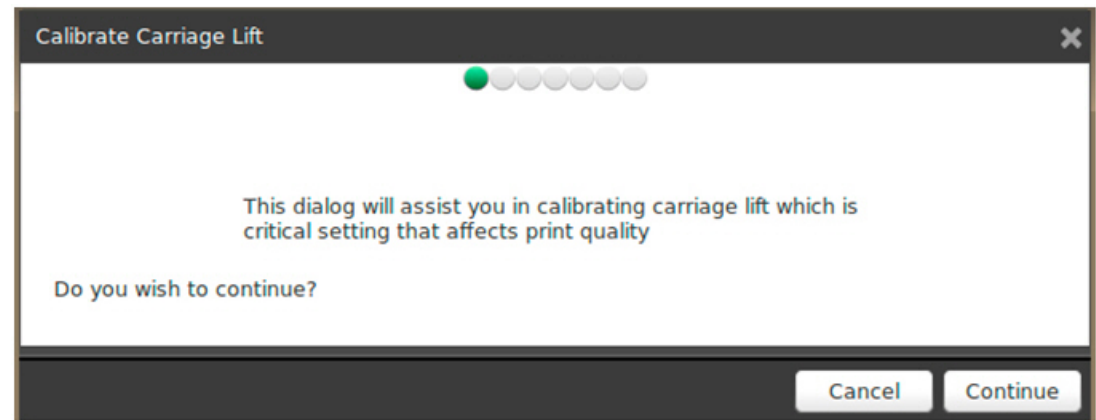 Calibrate Carriage Lift
This dialog will assist you in calibrating carriage lift which is
critical setting that affects print quality
Do you wish to continue?
Cancel Continue